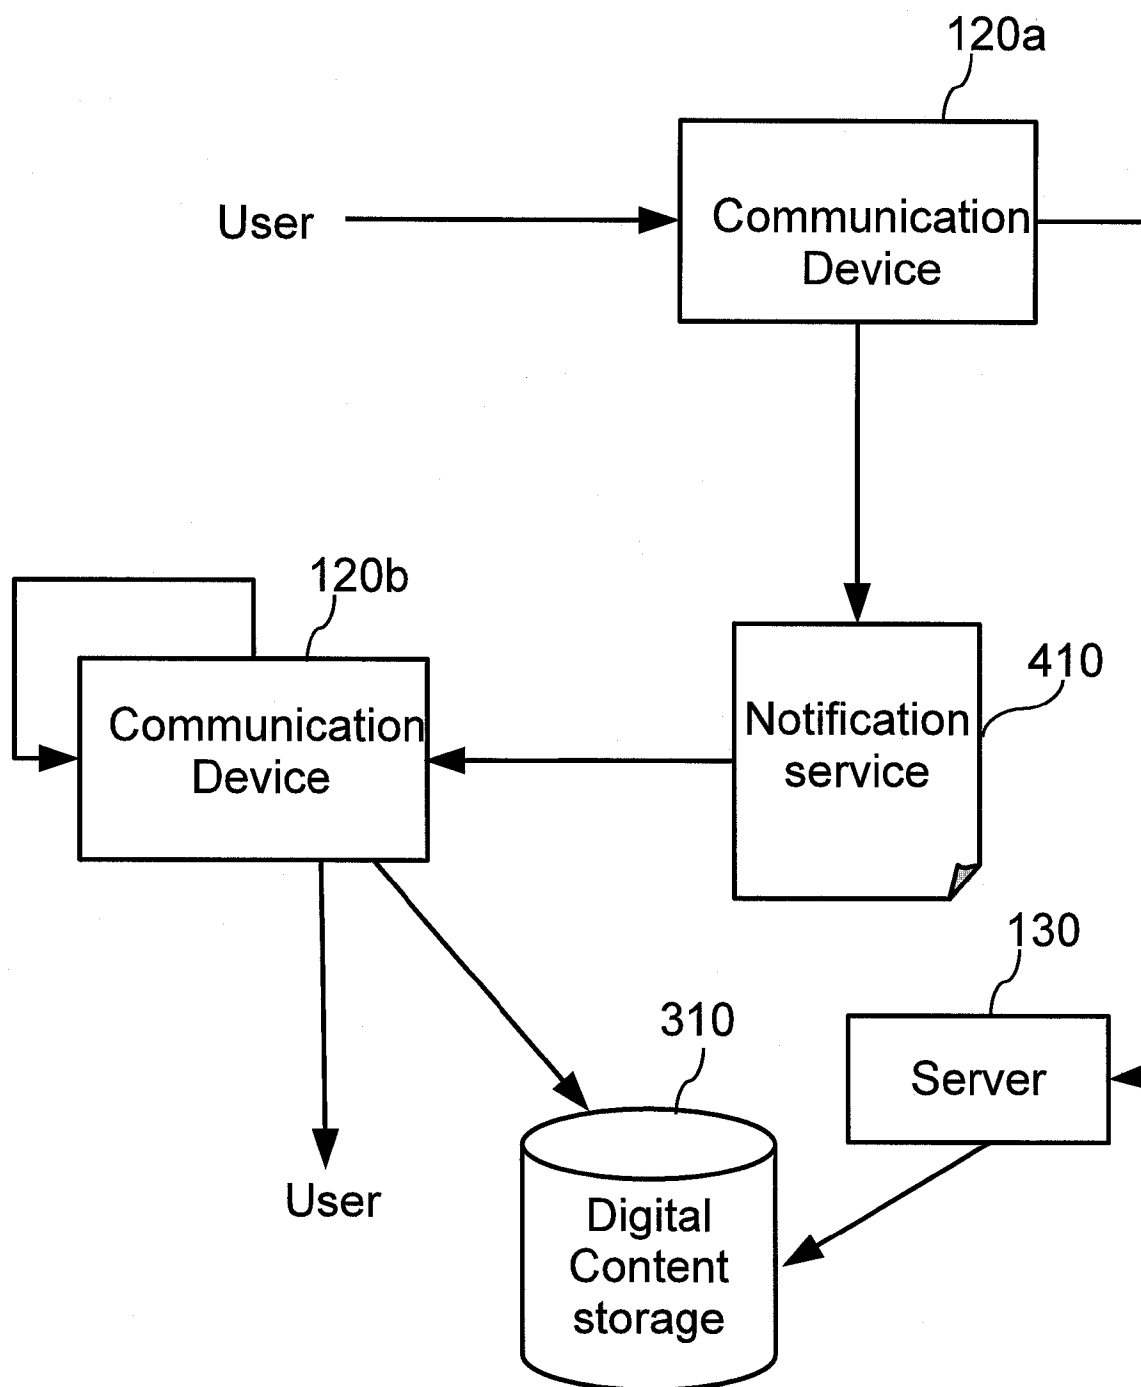 120a
User
Communication
Device
120b
410
Communication
Device
Notification
service
130
310
Server
User
Digital
Content
storage